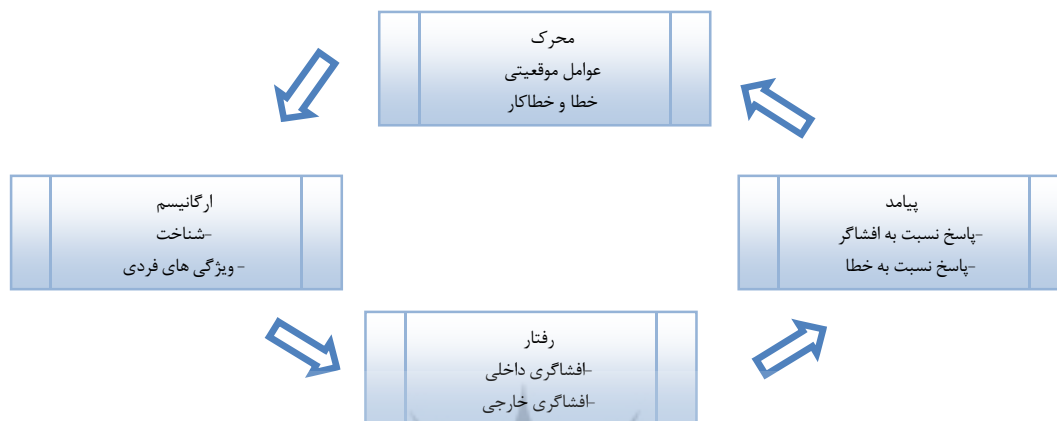 محرک
عوامل موقعیتی
خطا و خطاکار
ارگانیسم
-شناخت
- ویژگی های فردی
رفتار
-افشاگری داخلی
-افشاگری خارجی
پیامد
-پاسخ نسبت به افشاگر
-پاسخ نسبت به خطا